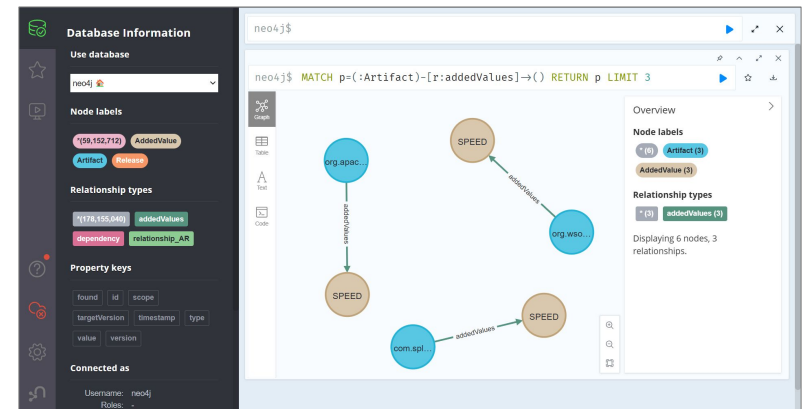 Database Information
Use database
neo4j
Node labels
*(59,152,712) AddedValue
Artifact Release
Relationship types
*(178,155,040) addedValues
dependency relationship_AR
Property keys
found id scope
targetVersion timestamp type
value version
Connected as
Username: neo4j
Roles: -
neo4j$
neo4j$ MATCH p=(:Artifact)-[r:addedValues]→() RETURN p LIMIT 3
Graph
Table
A
Text
Code
org.apac...
addedValues
SPEED
SPEED
addedValues
org.wso...
com.spl...
addedValues
SPEED
Overview
Node labels
* (6) Artifact (3)
AddedValue (3)
Relationship types
* (3) addedValues (3)
Displaying 6 nodes, 3
relationships.